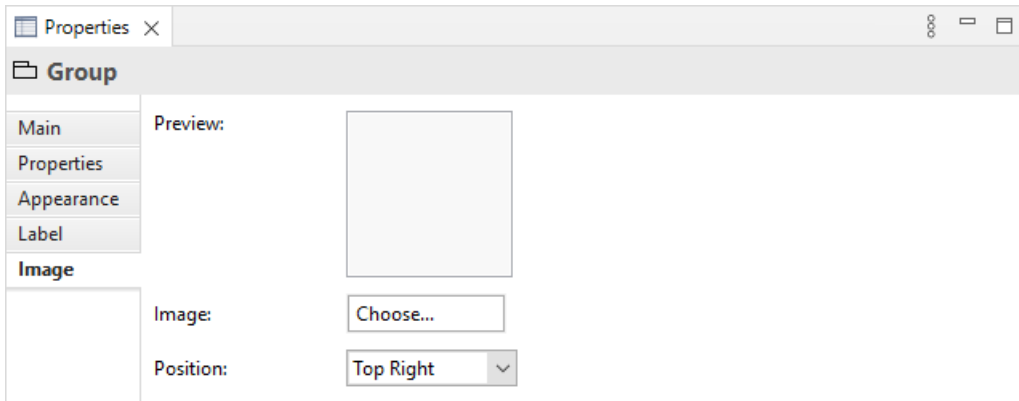 Properties
Group
Main
Properties
Appearance
Label
Image
Preview:
Image:
Choose...
Position:
Top Right